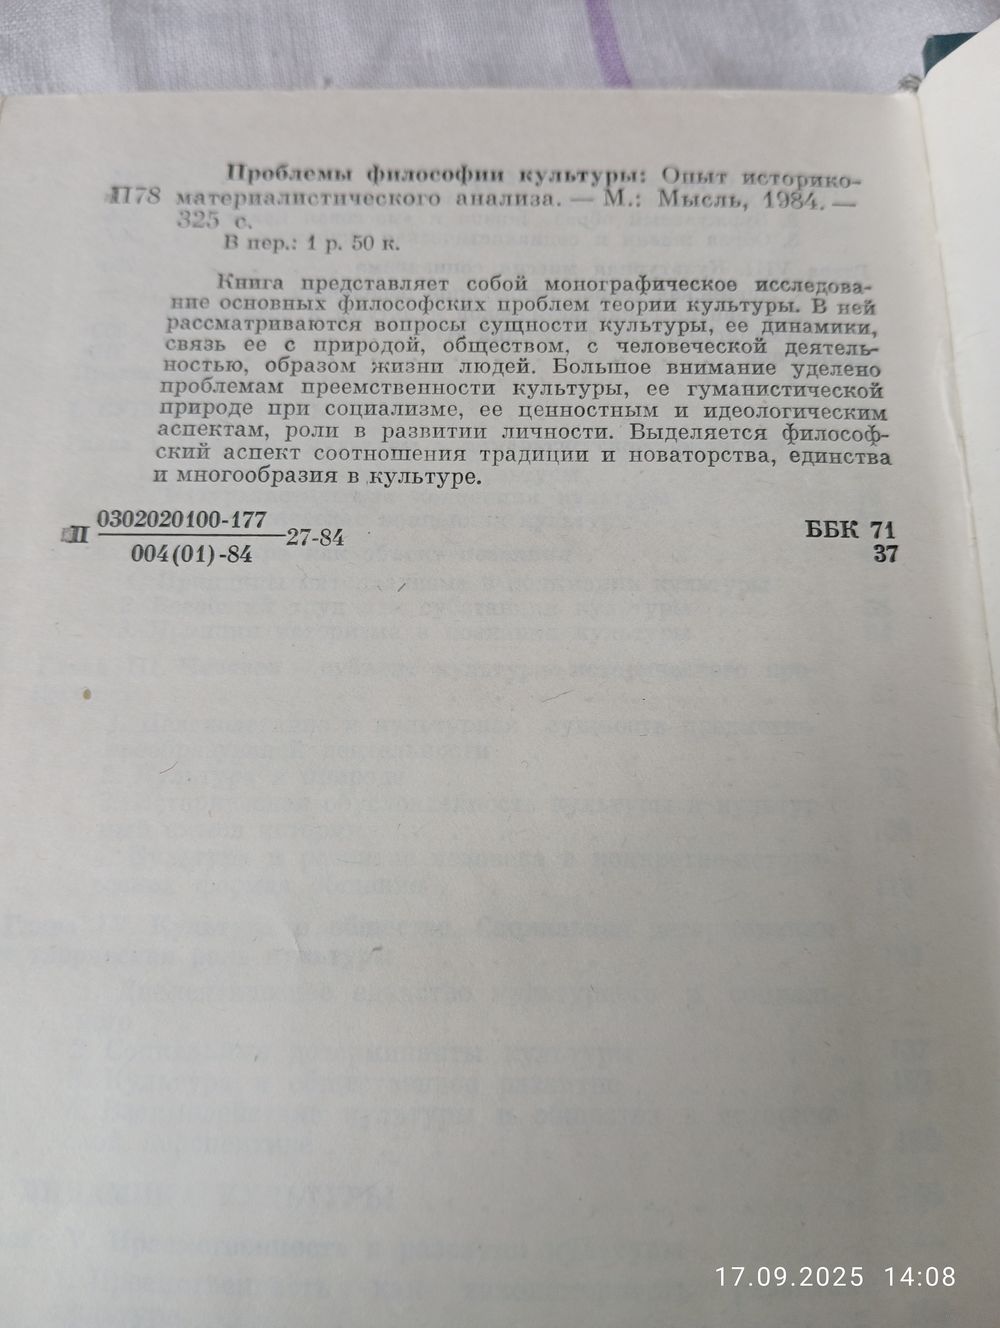 Проблемы философии культуры: Опыт историко-
П78 материалистического анализа. — М.: Мысль, 1984. —
325 с.
В пер.: 1 р. 50 к.
Книга представляет собой монографическое исследова-
ние основных философских проблем теории культуры. В ней
рассматриваются вопросы сущности культуры, ее динамики,
связь ее с природой, обществом, с человеческой деятель-
ностью, образом жизни людей. Большое внимание уделено
проблемам преемственности культуры, ее гуманистической
природе при социализме, ее ценностным и идеологическим
аспектам, роли в развитии личности. Выделяется философ-
ский аспект соотношения традиции и новаторства, единства
и многообразия в культуре.
П 0302020100-177
004(01)-84
27-84
ББК 71
37
17.09.2025 14:08